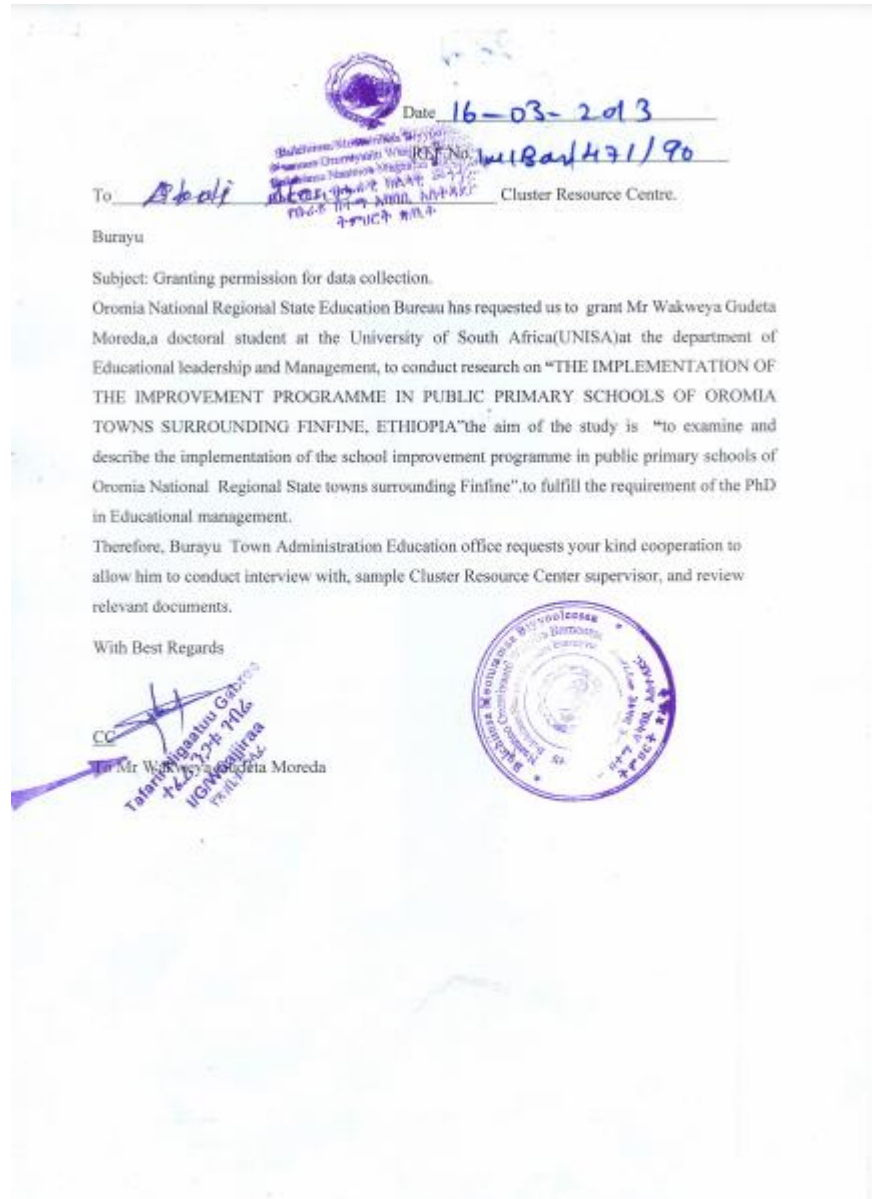 Date 16-03-2013
Ref No. 471/90
To Cluster Resource Centre.
Burayu
Subject: Granting permission for data collection.
Oromia National Regional State Education Bureau has requested us to grant Mr Wakweya Gudeta
Moreda,a doctoral student at the University of South Africa(UNISA)at the department of
Educational leadership and Management, to conduct research on “THE IMPLEMENTATION OF
THE IMPROVEMENT PROGRAMME IN PUBLIC PRIMARY SCHOOLS OF OROMIA
TOWNS SURROUNDING FINFINE, ETHIOPIA”the aim of the study is “to examine and
describe the implementation of the school improvement programme in public primary schools of
Oromia National Regional State towns surrounding Finfine”,to fulfill the requirement of the PhD
in Educational management.
Therefore, Burayu Town Administration Education office requests your kind cooperation to
allow him to conduct interview with, sample Cluster Resource Center supervisor, and review
relevant documents.
With Best Regards
CC
To Mr Wakweya Gudeta Moreda
ትምህርት ጽ/ቤት